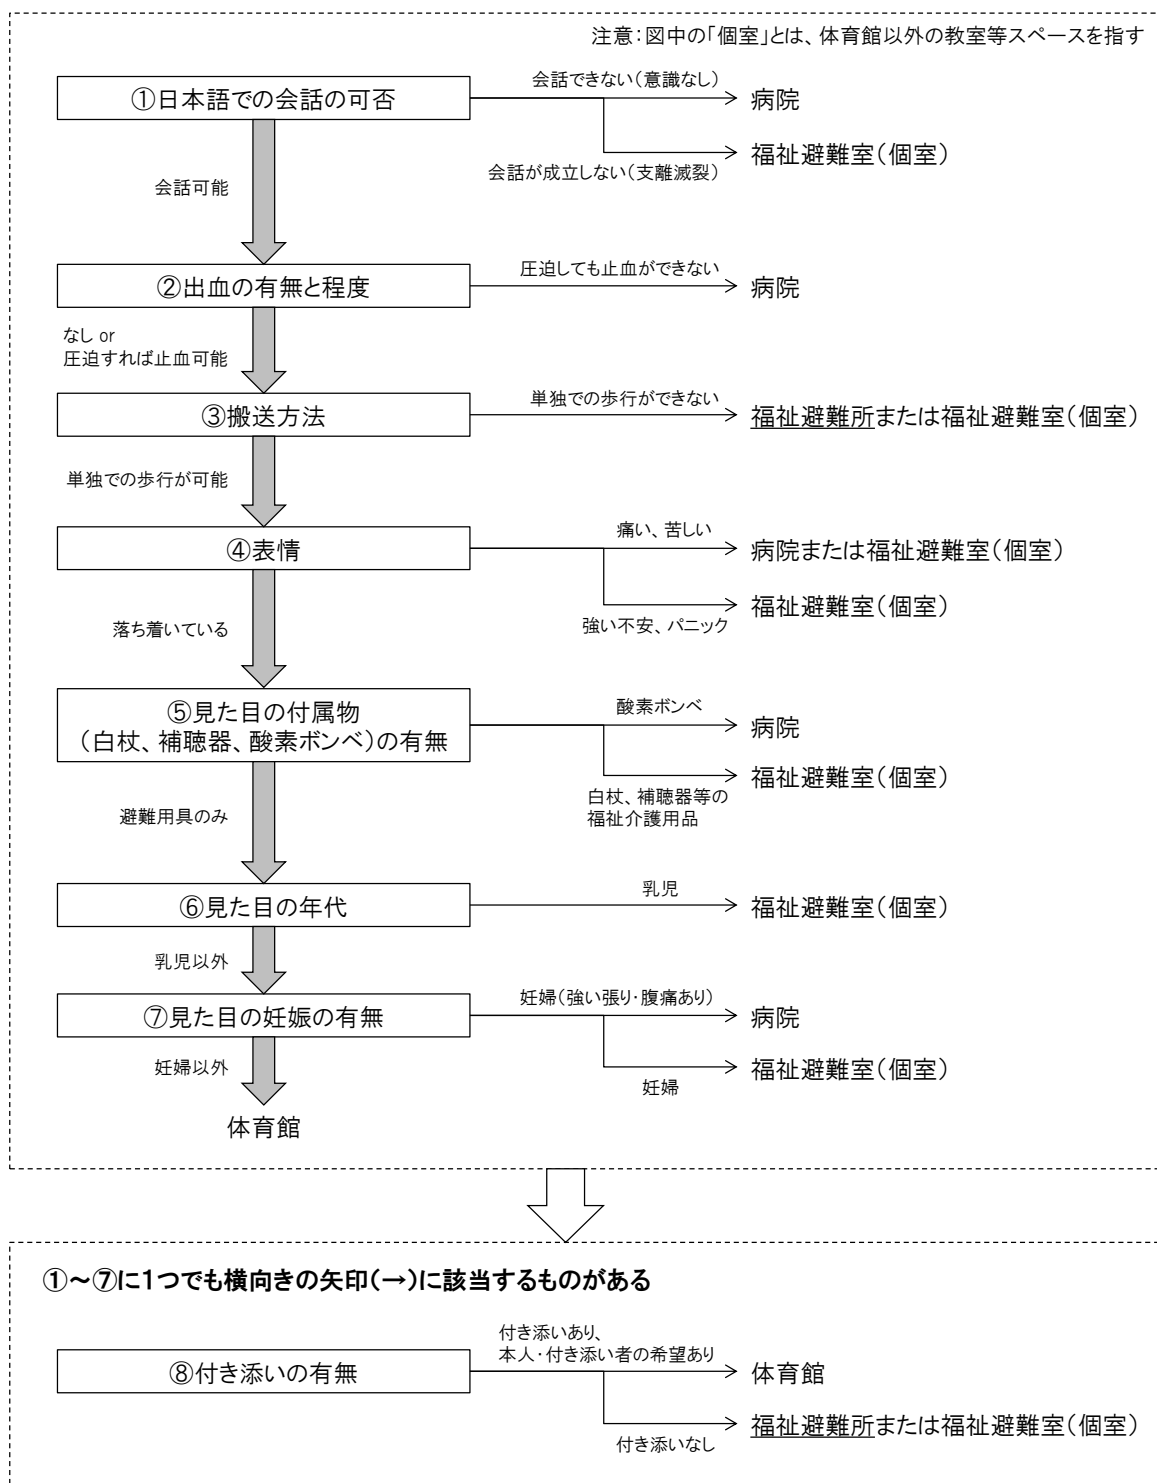 注意：図中の「個室」とは、体育館以外の教室等スペースを指す
①日本語での会話の可否
会話できない（意識なし）
病院
福祉避難室（個室）
会話が成立しない（支離滅裂）
会話可能
②出血の有無と程度
圧迫しても止血ができない
病院
なし or
圧迫すれば止血可能
③搬送方法
単独での歩行ができない
福祉避難所または福祉避難室（個室）
単独での歩行が可能
④表情
痛い、苦しい
病院または福祉避難室（個室）
福祉避難室（個室）
強い不安、パニック
落ち着いている
⑤見た目の付属物
（白杖、補聴器、酸素ボンベ）の有無
酸素ボンベ
病院
福祉避難室（個室）
白杖、補聴器等の
福祉介護用品
避難用具のみ
⑥見た目の年代
乳児
福祉避難室（個室）
乳児以外
⑦見た目の妊娠の有無
妊婦（強い張り・腹痛あり）
病院
福祉避難室（個室）
妊婦
妊婦以外
体育館
①～⑦に１つでも横向きの矢印（→）に該当するものがある
⑧付き添いの有無
付き添いあり、
本人・付き添い者の希望あり
体育館
福祉避難所または福祉避難室（個室）
付き添いなし